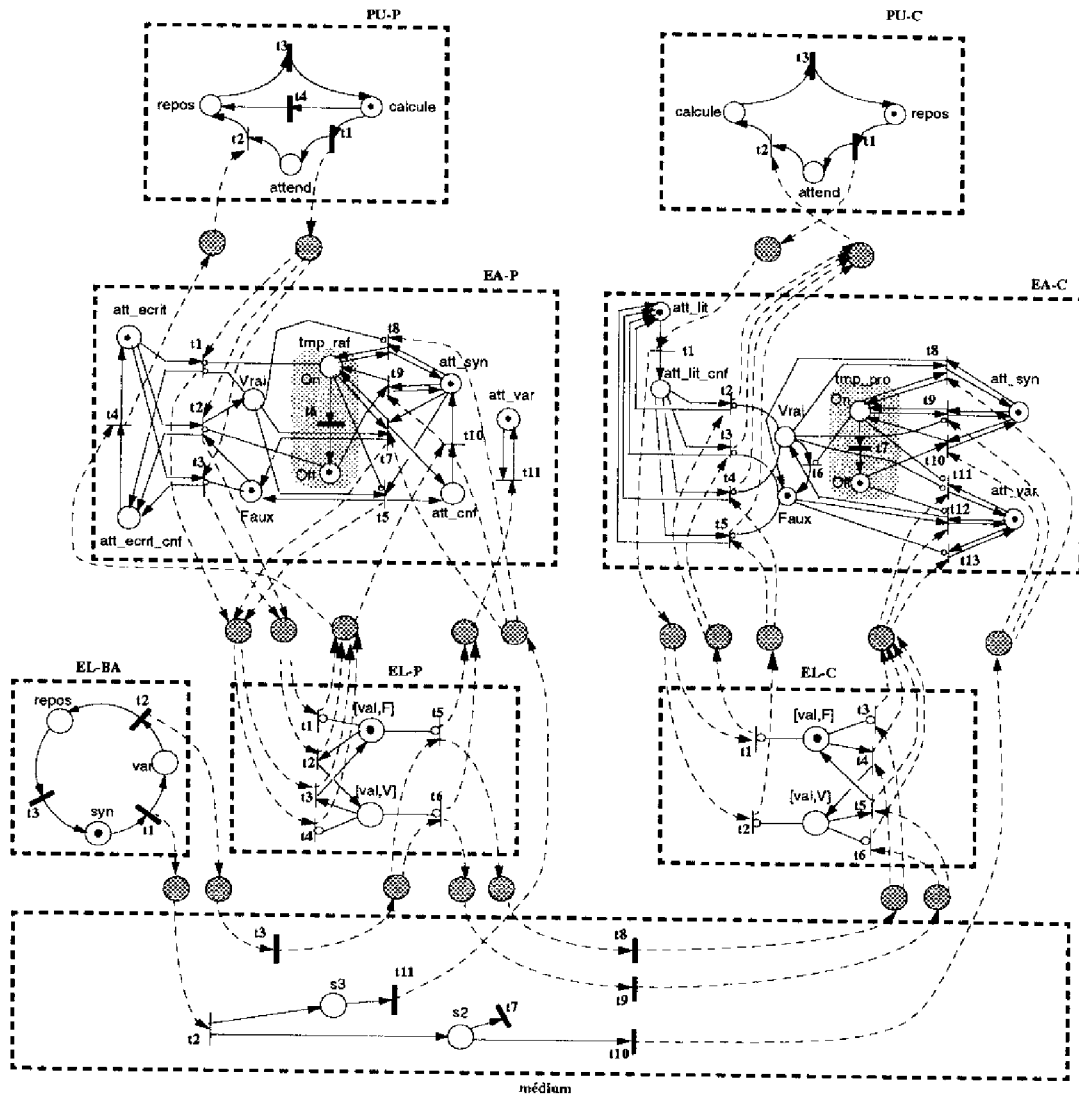 PU-P
t3
repos
t4
calcule
t2
t1
attend
PU-C
t3
calcule
repos
t2
t1
attend
EA-P
att_ecrit
t1
tmp_raf
t8
att_syn
On
t9
Vrai
att_var
t4
t2
t10
t7
t3
Off
t11
Faux
t5
att_cnf
att_ecrit_cnf
EA-C
att_lit
t1
att_lit_cnf
t2
t8
tmp_pro
att_syn
Vrai
On
t9
t3
t7
t10
t6
t4
Off
t11
att_var
t5
Faux
t12
t13
EL-BA
repos
t2
var
t3
syn
t1
EL-P
[val,F]
t1
t5
t2
t3
[val,V]
t6
t4
EL-C
[val,F]
t3
t1
t4
[val,V]
t5
t2
t6
t3
t8
t11
s3
t9
s2
t7
t2
t10
médium